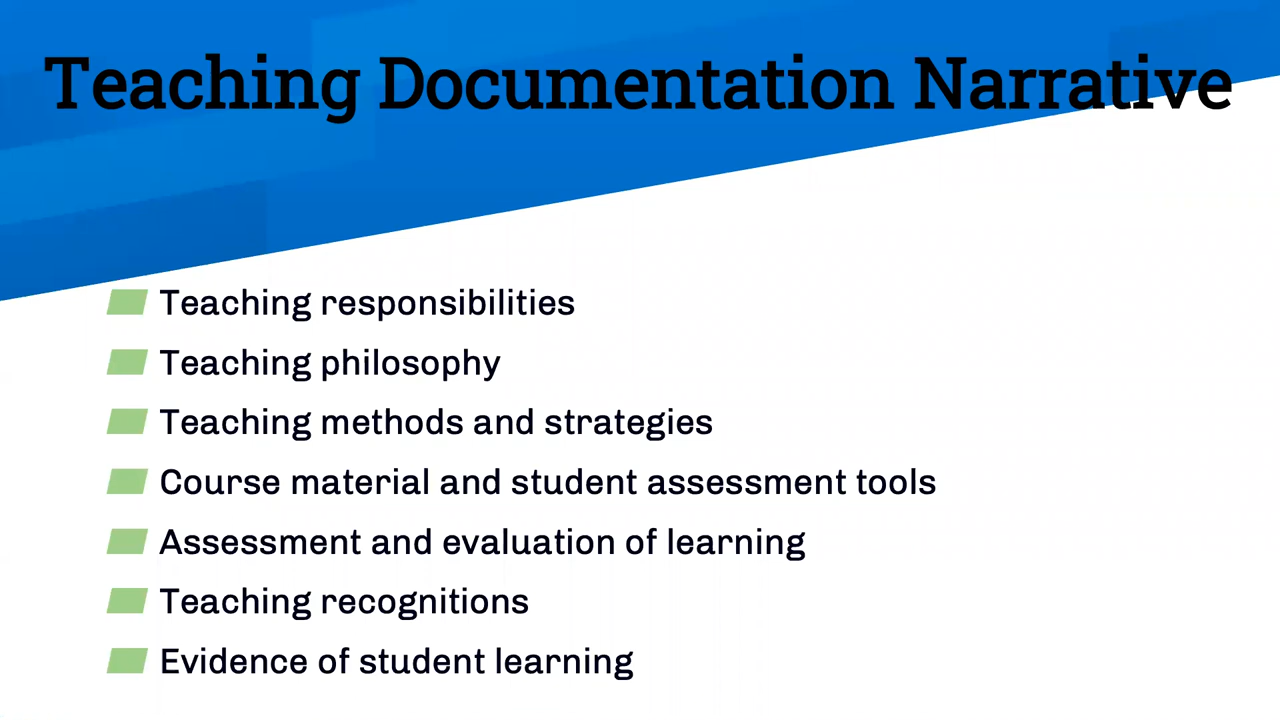 Teaching Documentation Narrative
Teaching responsibilities
Teaching philosophy
Teaching methods and strategies
Course material and student assessment tools
Assessment and evaluation of learning
Teaching recognitions
Evidence of student learning